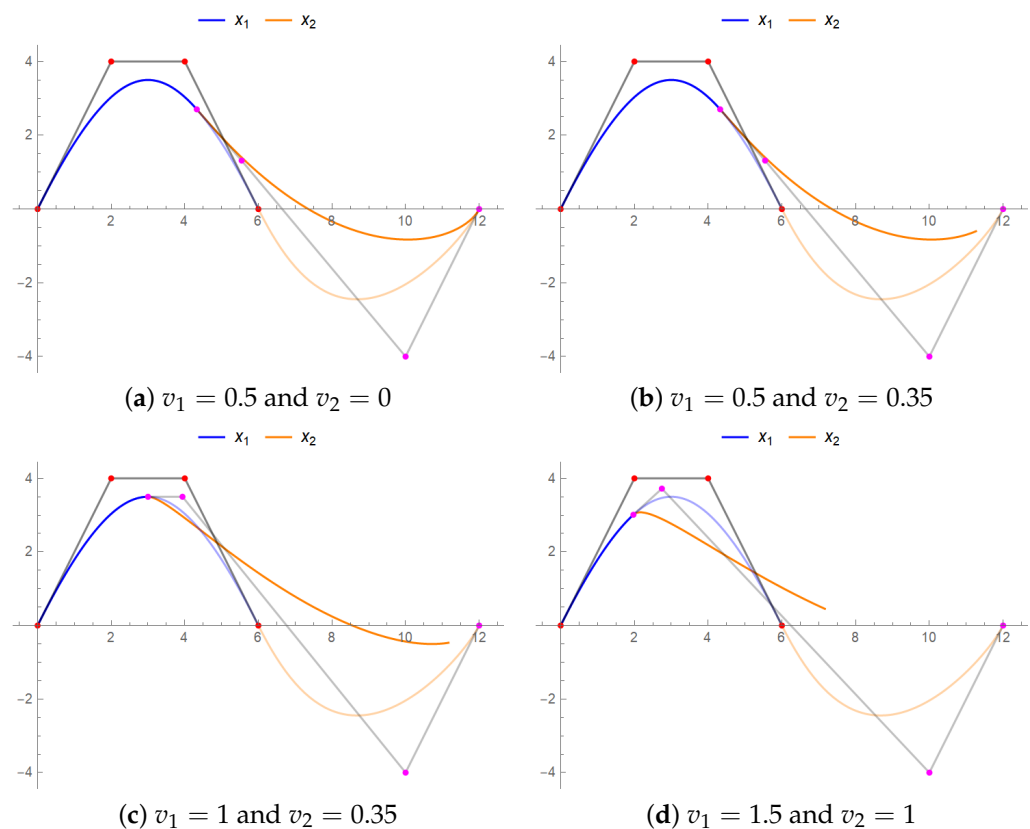 x₁ x₂
4
2
2 4 6 8 10 12
−2
−4
(a) v₁ = 0.5 and v₂ = 0
x₁ x₂
4
2
2 4 6 8 10 12
−2
−4
(b) v₁ = 0.5 and v₂ = 0.35
x₁ x₂
4
2
2 4 6 8 10 12
−2
−4
(c) v₁ = 1 and v₂ = 0.35
x₁ x₂
4
2
2 4 6 8 10 12
−2
−4
(d) v₁ = 1.5 and v₂ = 1